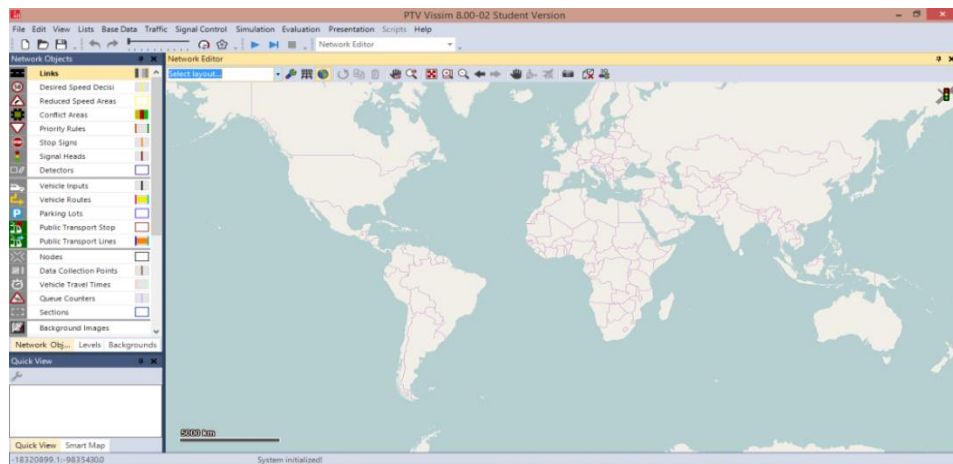 PTV Vissim 8.00-02 Student Version
File Edit View Lists Base Data Traffic Signal Control Simulation Evaluation Presentation Scripts Help
Network Editor
Network Objects
Network Editor
Select layout...
Links
Desired Speed Decisi
Reduced Speed Areas
Conflict Areas
Priority Rules
Stop Signs
Signal Heads
Detectors
Vehicle Inputs
Vehicle Routes
Parking Lots
Public Transport Stop
Public Transport Lines
Nodes
Data Collection Points
Vehicle Travel Times
Queue Counters
Sections
Background Images
Network Obj... Levels Backgrounds
Quick View
5000 km
Quick View Smart Map
-18320899.1:-9835430.0 System initialized!